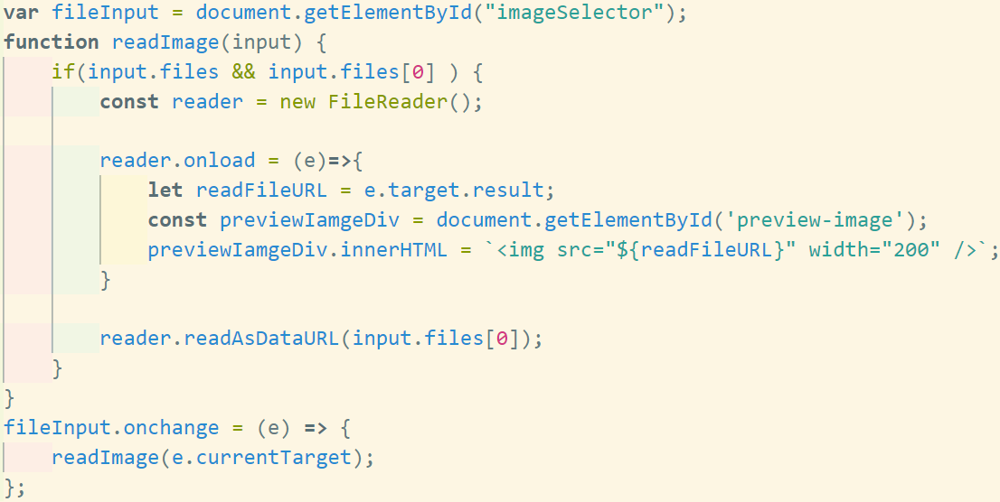 var fileInput = document.getElementById("imageSelector");
function readImage(input) {
    if(input.files && input.files[0] ) {
        const reader = new FileReader();

        reader.onload = (e)=>{
            let readFileURL = e.target.result;
            const previewIamgeDiv = document.getElementById('preview-image');
            previewIamgeDiv.innerHTML = `<img src="${readFileURL}" width="200" />`;
        }

        reader.readAsDataURL(input.files[0]);
    }
}
fileInput.onchange = (e) => {
    readImage(e.currentTarget);
};